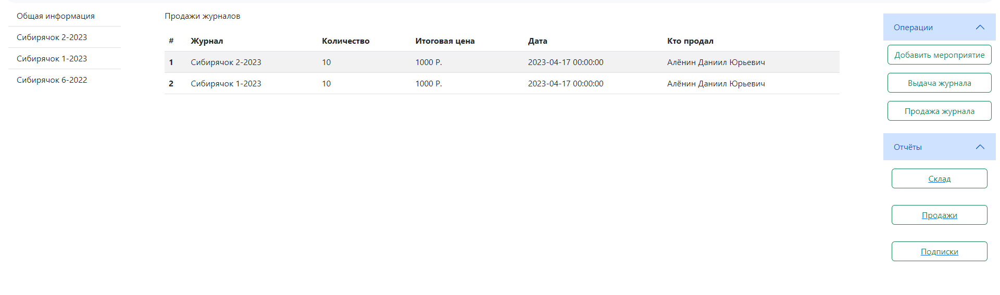 Общая информация
Сибирячок 2-2023
Сибирячок 1-2023
Сибирячок 6-2022
Продажи журналов
# Журнал Количество Итоговая цена Дата Кто продал
1 Сибирячок 2-2023 10 1000 Р. 2023-04-17 00:00:00 Алёнин Даниил Юрьевич
2 Сибирячок 1-2023 10 1000 Р. 2023-04-17 00:00:00 Алёнин Даниил Юрьевич
Операции
Добавить мероприятие
Выдача журнала
Продажа журнала
Отчёты
Склад
Продажи
Подписки